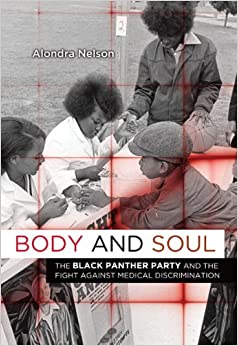 Alondra Nelson
BODY AND SOUL
THE BLACK PANTHER PARTY AND THE
FIGHT AGAINST MEDICAL DISCRIMINATION